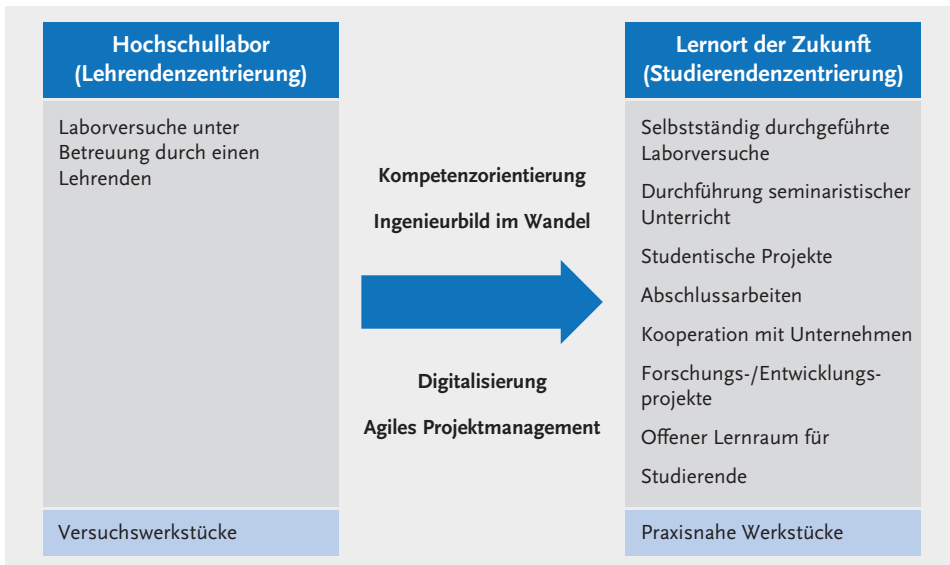 Hochschullabor
(Lehrendenzentrierung)
Laborversuche unter
Betreuung durch einen
Lehrenden
Versuchswerkstücke
Kompetenzorientierung
Ingenieurbild im Wandel
Digitalisierung
Agiles Projektmanagement
Lernort der Zukunft
(Studierendenzentrierung)
Selbstständig durchgeführte
Laborversuche
Durchführung seminaristischer
Unterricht
Studentische Projekte
Abschlussarbeiten
Kooperation mit Unternehmen
Forschungs-/Entwicklungs-
projekte
Offener Lernraum für
Studierende
Praxisnahe Werkstücke